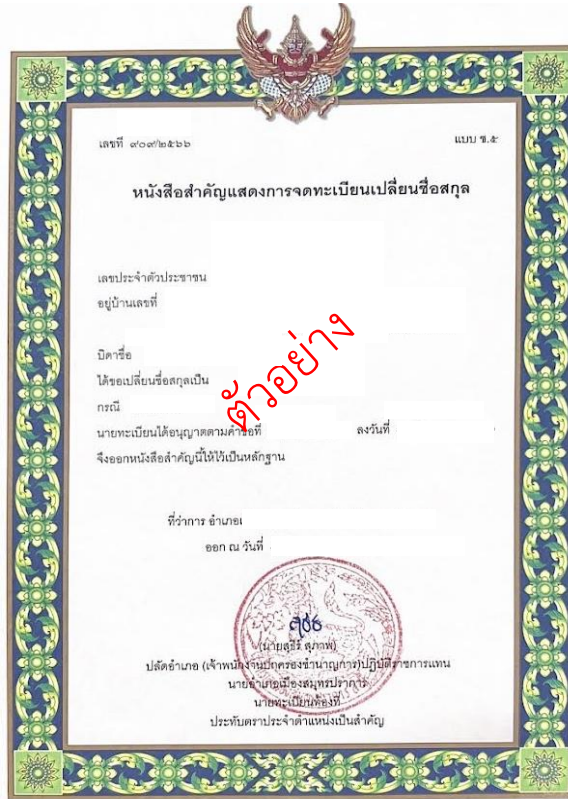 เลขที่ ๙๐๙/๒๕๖๖
แบบ ช.๕
หนังสือสำคัญแสดงการจดทะเบียนเปลี่ยนชื่อสกุล
เลขประจำตัวประชาชน
อยู่บ้านเลขที่
บิดาชื่อ
ได้ขอเปลี่ยนชื่อสกุลเป็น
กรณี
ตัวอย่าง
นายทะเบียนได้อนุญาตตามคำขอที่ ลงวันที่
จึงออกหนังสือสำคัญนี้ให้ไว้เป็นหลักฐาน
ที่ว่าการ อำเภอ
ออก ณ วันที่
(นายสุธีร์ สุภาพ)
ปลัดอำเภอ (เจ้าพนักงานปกครองชำนาญการ)ปฏิบัติราชการแทน
นายอำเภอเมืองสมุทรปราการ
นายทะเบียนท้องที่
ประทับตราประจำตำแหน่งเป็นสำคัญ